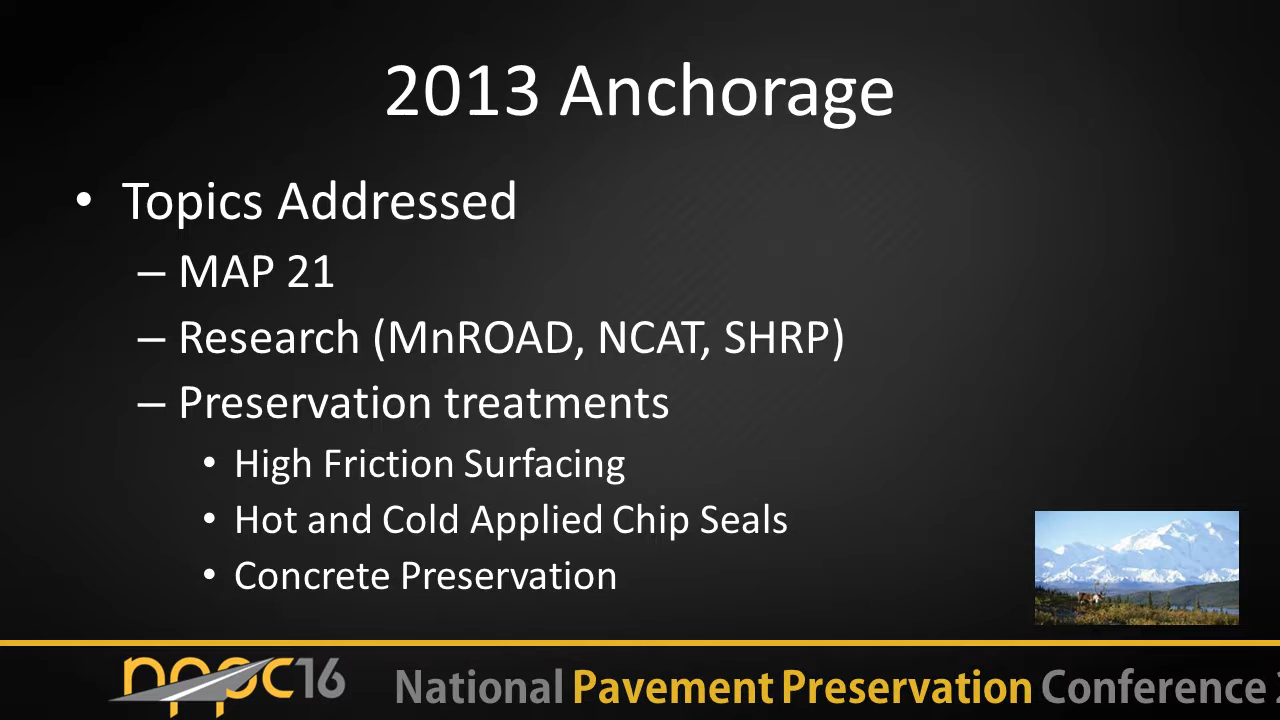 2013 Anchorage
• Topics Addressed
– MAP 21
– Research (MnROAD, NCAT, SHRP)
– Preservation treatments
• High Friction Surfacing
• Hot and Cold Applied Chip Seals
• Concrete Preservation
nppc16 National Pavement Preservation Conference